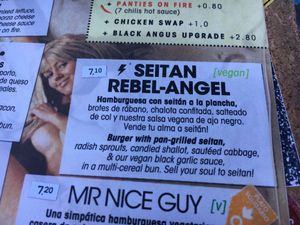 mixed lettuce,
PANTIES ON FIRE +0.80
(7 chilis hot sauce)
+ CHICKEN SWAP +1,0
+ BLACK ANGUS UPGRADE +2.80
7,10
SEITAN [vegan]
REBEL-ANGEL
Hamburguesa con seitán a la plancha,
brotes de rábano, chalota confitada, salteado
de col y nuestra salsa vegana de ajo negro.
Vende tu alma a seitán!
Burger with pan-grilled seitan,
radish sprouts, candied shallot, sautéed cabbage,
& our vegan black garlic sauce,
in a multi-cereal bun. Sell your soul to seitan!
7,20
MR NICE GUY [v]
Una simpática hamburguesa vegetariana